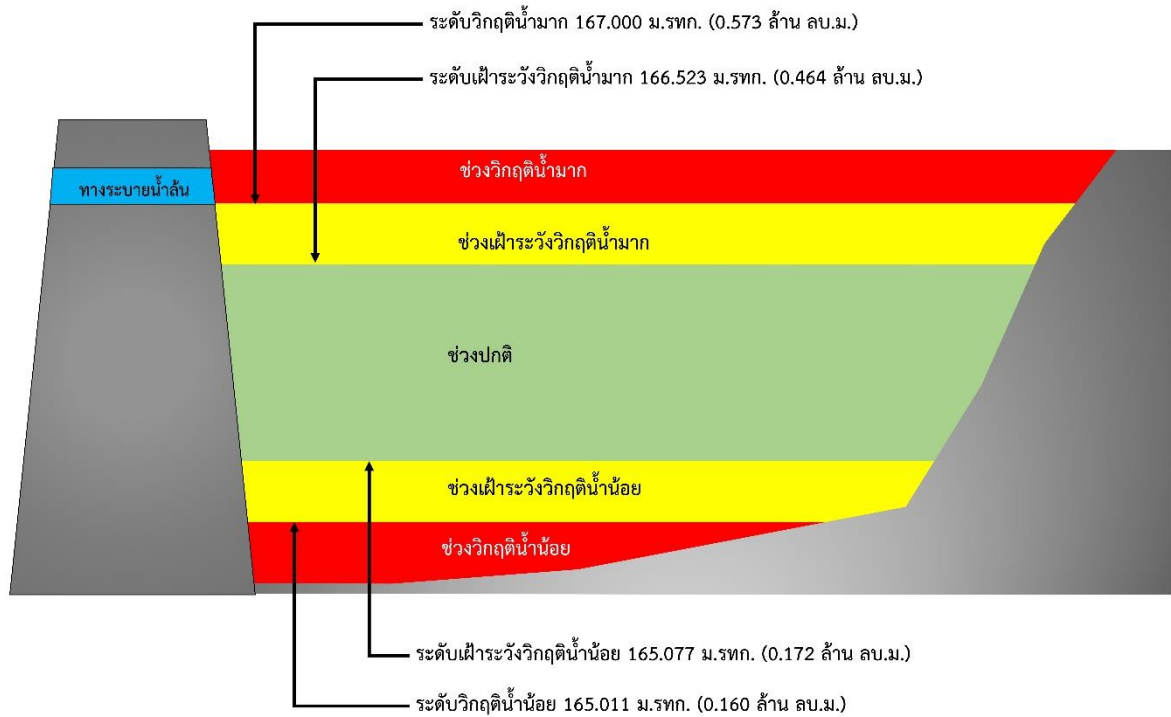 ระดับวิกฤติน้ำมาก 167.000 ม.รทก. (0.573 ล้าน ลบ.ม.)
ระดับเฝ้าระวังวิกฤติน้ำมาก 166.523 ม.รทก. (0.464 ล้าน ลบ.ม.)
ช่วงวิกฤติน้ำมาก
ทางระบายน้ำล้น
ช่วงเฝ้าระวังวิกฤติน้ำมาก
ช่วงปกติ
ช่วงเฝ้าระวังวิกฤติน้ำน้อย
ช่วงวิกฤติน้ำน้อย
ระดับเฝ้าระวังวิกฤติน้ำน้อย 165.077 ม.รทก. (0.172 ล้าน ลบ.ม.)
ระดับวิกฤติน้ำน้อย 165.011 ม.รทก. (0.160 ล้าน ลบ.ม.)